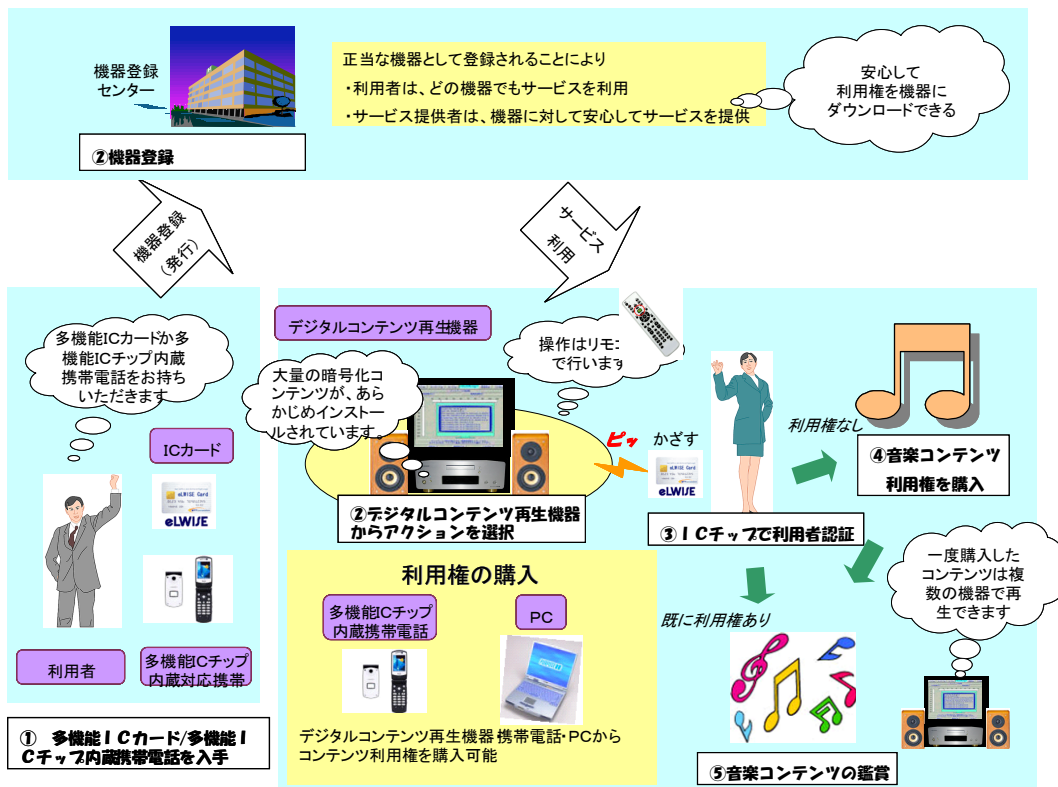 機器登録
センター
正当な機器として登録されることにより
・利用者は、どの機器でもサービスを利用
・サービス提供者は、機器に対して安心してサービスを提供
安心して
利用権を機器に
ダウンロードできる
②機器登録
機器登録
(発行)
サービス
利用
多機能ICカードか多
機能ICチップ内蔵
携帯電話をお持ち
いただきます
ICカード
eLWISE Card
eLWISE
利用者
多機能ICチップ
内蔵対応携帯
① 多機能ICカード/多機能I
Cチップ内蔵携帯電話を入手
デジタルコンテンツ再生機器
大量の暗号化コ
ンテンツが、あら
かじめインストー
ルされています。
操作はリモコ
で行います
ピッ かざす
eLWISE
②デジタルコンテンツ再生機器
からアクションを選択
利用権の購入
多機能ICチップ
内蔵携帯電話
PC
デジタルコンテンツ再生機器 携帯電話・PCから
コンテンツ利用権を購入可能
③ICチップで利用者認証
利用権なし
④音楽コンテンツ
利用権を購入
既に利用権あり
一度購入した
コンテンツは複
数の機器で再
生できます
⑤音楽コンテンツの鑑賞